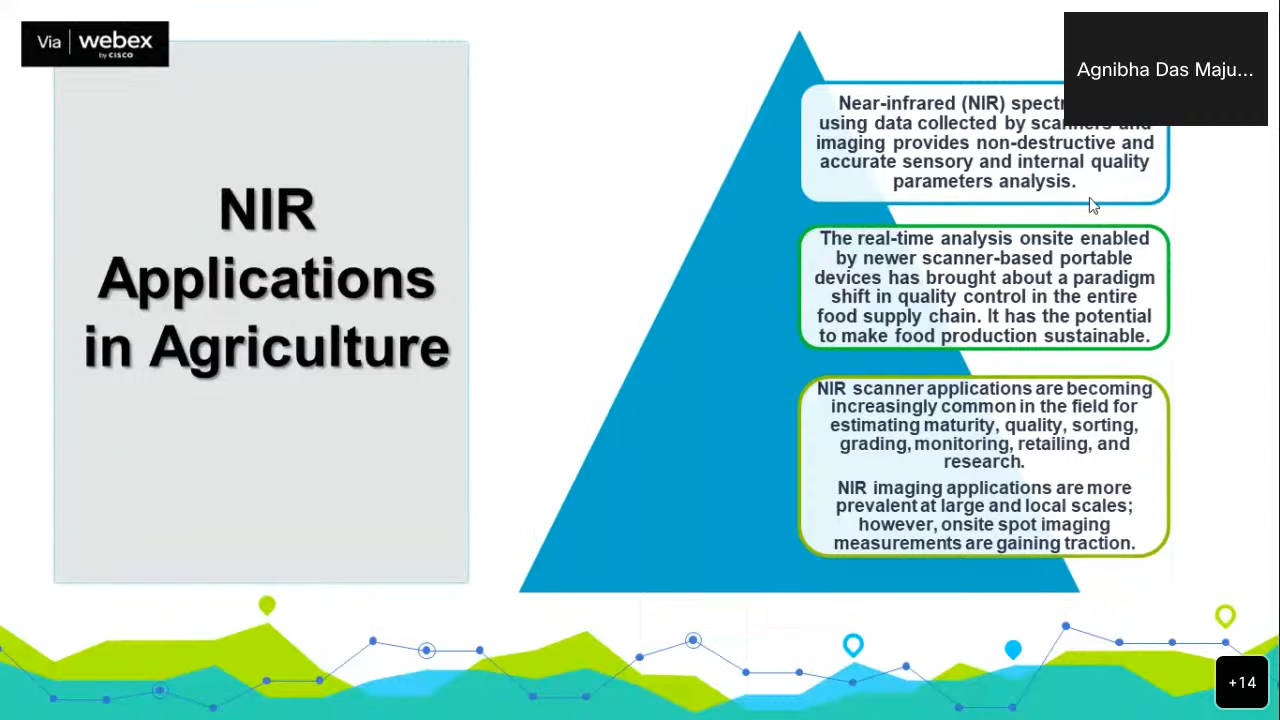 Via webex
by CISCO
Agnibha Das Maju...
NIR
Applications
in Agriculture
Near-infrared (NIR)
using data collected by scanners and
imaging provides non-destructive and
accurate sensory and internal quality
parameters analysis.
The real-time analysis onsite enabled
by newer scanner-based portable
devices has brought about a paradigm
shift in quality control in the entire
food supply chain. It has the potential
to make food production sustainable.
NIR scanner applications are becoming
increasingly common in the field for
estimating maturity, quality, sorting,
grading, monitoring, retailing, and
research.
NIR imaging applications are more
prevalent at large and local scales;
however, onsite spot imaging
measurements are gaining traction.
+14